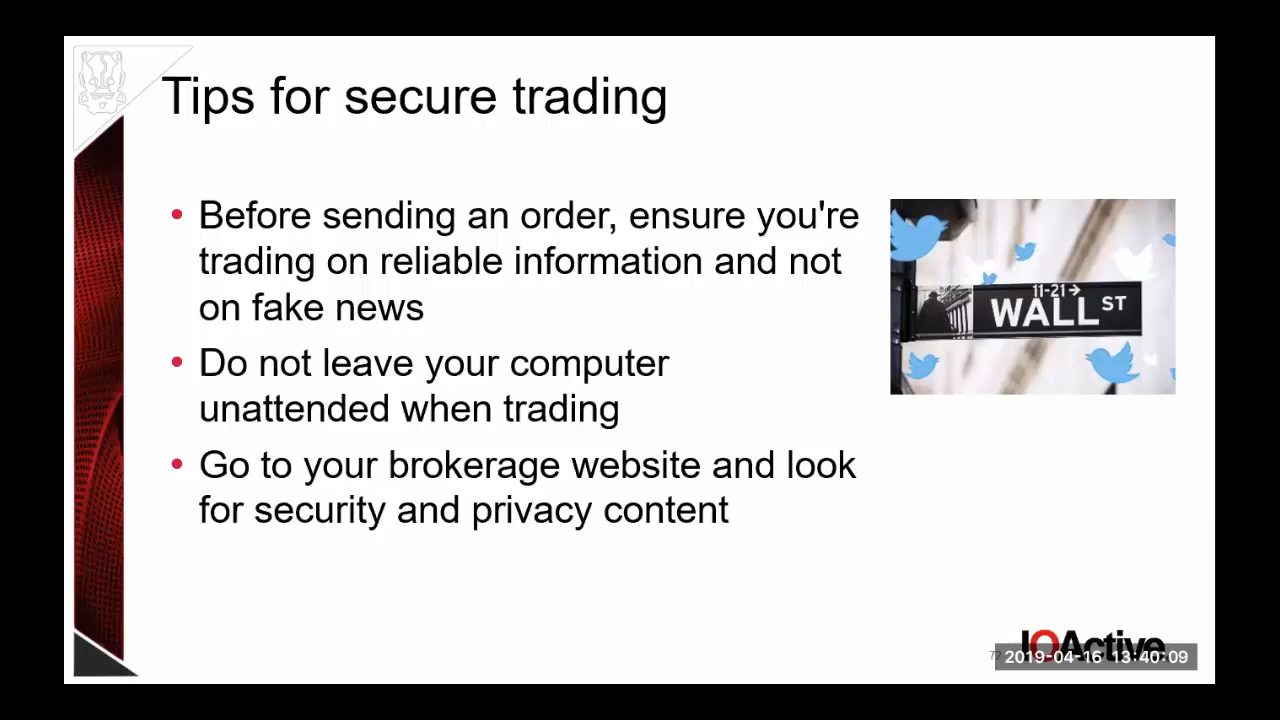 Tips for secure trading
• Before sending an order, ensure you're
trading on reliable information and not
on fake news
11-21→
WALL ST
• Do not leave your computer
unattended when trading
• Go to your brokerage website and look
for security and privacy content
IOActive
72
2019-04-16 13:40:09